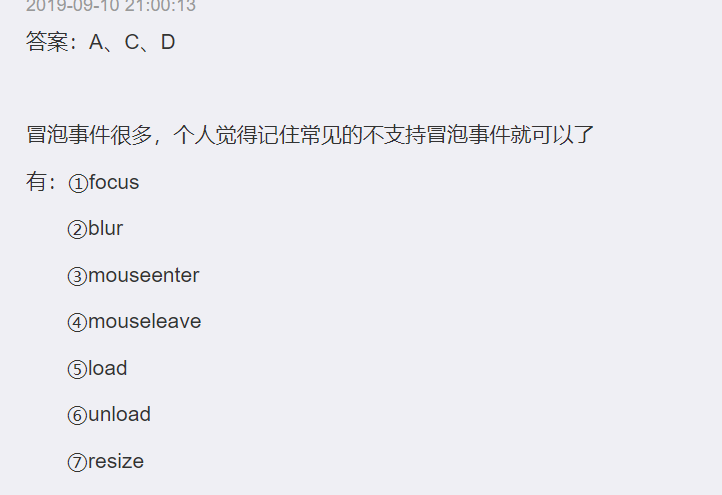 2019-09-10 21:00:13
答案：A、C、D
冒泡事件很多，个人觉得记住常见的不支持冒泡事件就可以了
有：①focus
②blur
③mouseenter
④mouseleave
⑤load
⑥unload
⑦resize